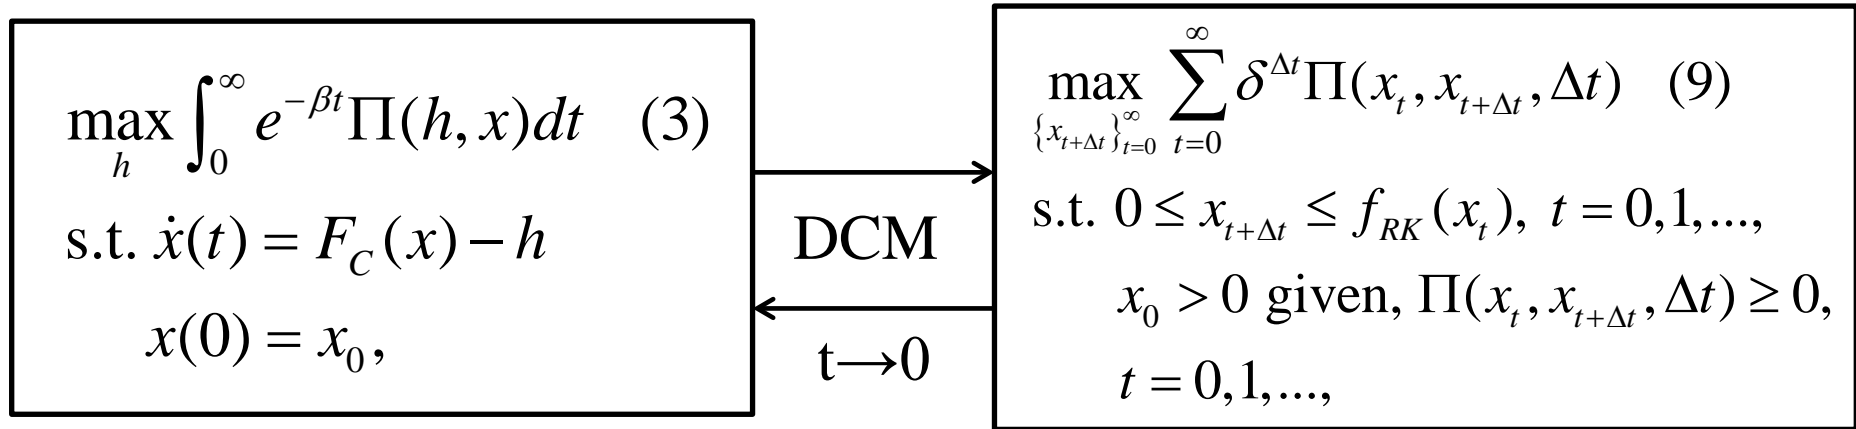 max_h ∫_0^∞ e^{-βt} Π(h, x)dt (3)
s.t. ẋ(t) = F_C(x) − h
x(0) = x_0,
DCM
t→0
max_{{x_{t+Δt}}_{t=0}^∞} ∑_{t=0}^∞ δ^{Δt} Π(x_t, x_{t+Δt}, Δt) (9)
s.t. 0 ≤ x_{t+Δt} ≤ f_{RK}(x_t), t = 0,1,...,
x_0 > 0 given, Π(x_t, x_{t+Δt}, Δt) ≥ 0,
t = 0,1,...,